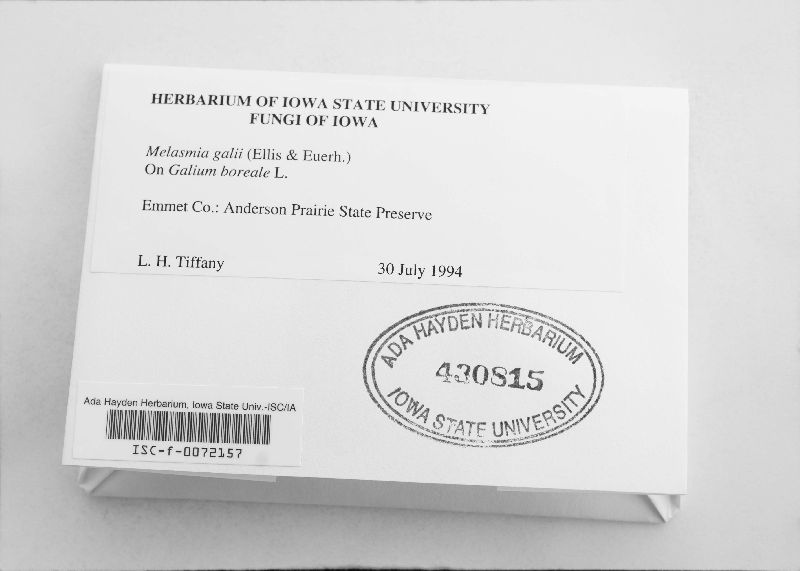 HERBARIUM OF IOWA STATE UNIVERSITY
FUNGI OF IOWA
Melasmia galii (Ellis & Euerh.)
On Galium boreale L.
Emmet Co.: Anderson Prairie State Preserve
L. H. Tiffany 30 July 1994
ADA HAYDEN HERBARIUM
430815
IOWA STATE UNIVERSITY
Ada Hayden Herbarium, Iowa State Univ.-ISC/IA
ISC-f-0072157